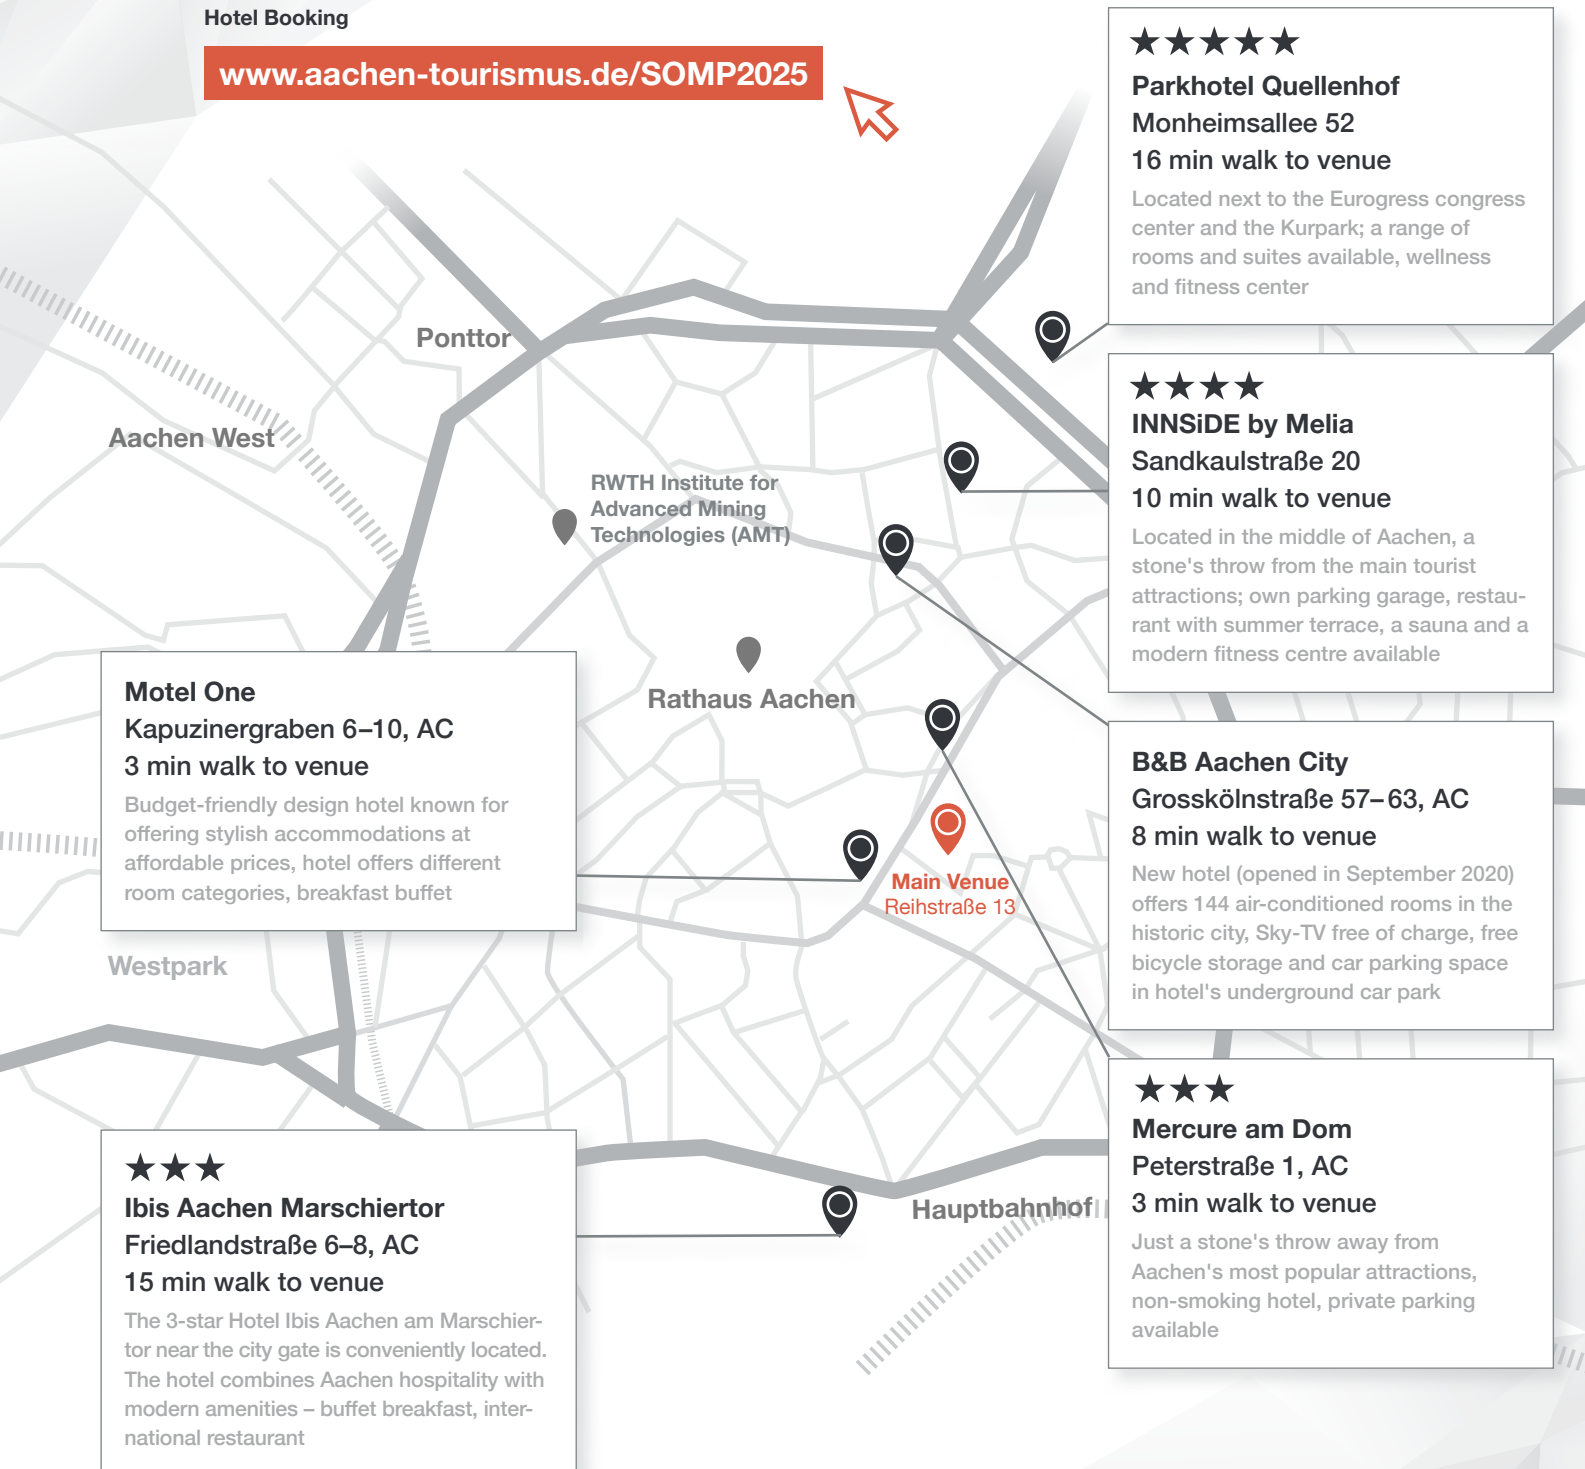 Hotel Booking
www.aachen-tourismus.de/SOMP2025
★★★★★
Parkhotel Quellenhof
Monheimsallee 52
16 min walk to venue
Located next to the Eurogress congress
center and the Kurpark; a range of
rooms and suites available, wellness
and fitness center
Ponttor
★★★★
INNSiDE by Melia
Sandkaulstraße 20
10 min walk to venue
Located in the middle of Aachen, a
stone's throw from the main tourist
attractions; own parking garage, restau-
rant with summer terrace, a sauna and a
modern fitness centre available
Aachen West
RWTH Institute for
Advanced Mining
Technologies (AMT)
Rathaus Aachen
Motel One
Kapuzinergraben 6–10, AC
3 min walk to venue
Budget-friendly design hotel known for
offering stylish accommodations at
affordable prices, hotel offers different
room categories, breakfast buffet
B&B Aachen City
Grosskölnstraße 57–63, AC
8 min walk to venue
New hotel (opened in September 2020)
offers 144 air-conditioned rooms in the
historic city, Sky-TV free of charge, free
bicycle storage and car parking space
in hotel's underground car park
Main Venue
Reihstraße 13
Westpark
★★★
Mercure am Dom
Peterstraße 1, AC
3 min walk to venue
Just a stone's throw away from
Aachen's most popular attractions,
non-smoking hotel, private parking
available
Hauptbahnhof
★★★
Ibis Aachen Marschiertor
Friedlandstraße 6–8, AC
15 min walk to venue
The 3-star Hotel Ibis Aachen am Marschier-
tor near the city gate is conveniently located.
The hotel combines Aachen hospitality with
modern amenities – buffet breakfast, inter-
national restaurant